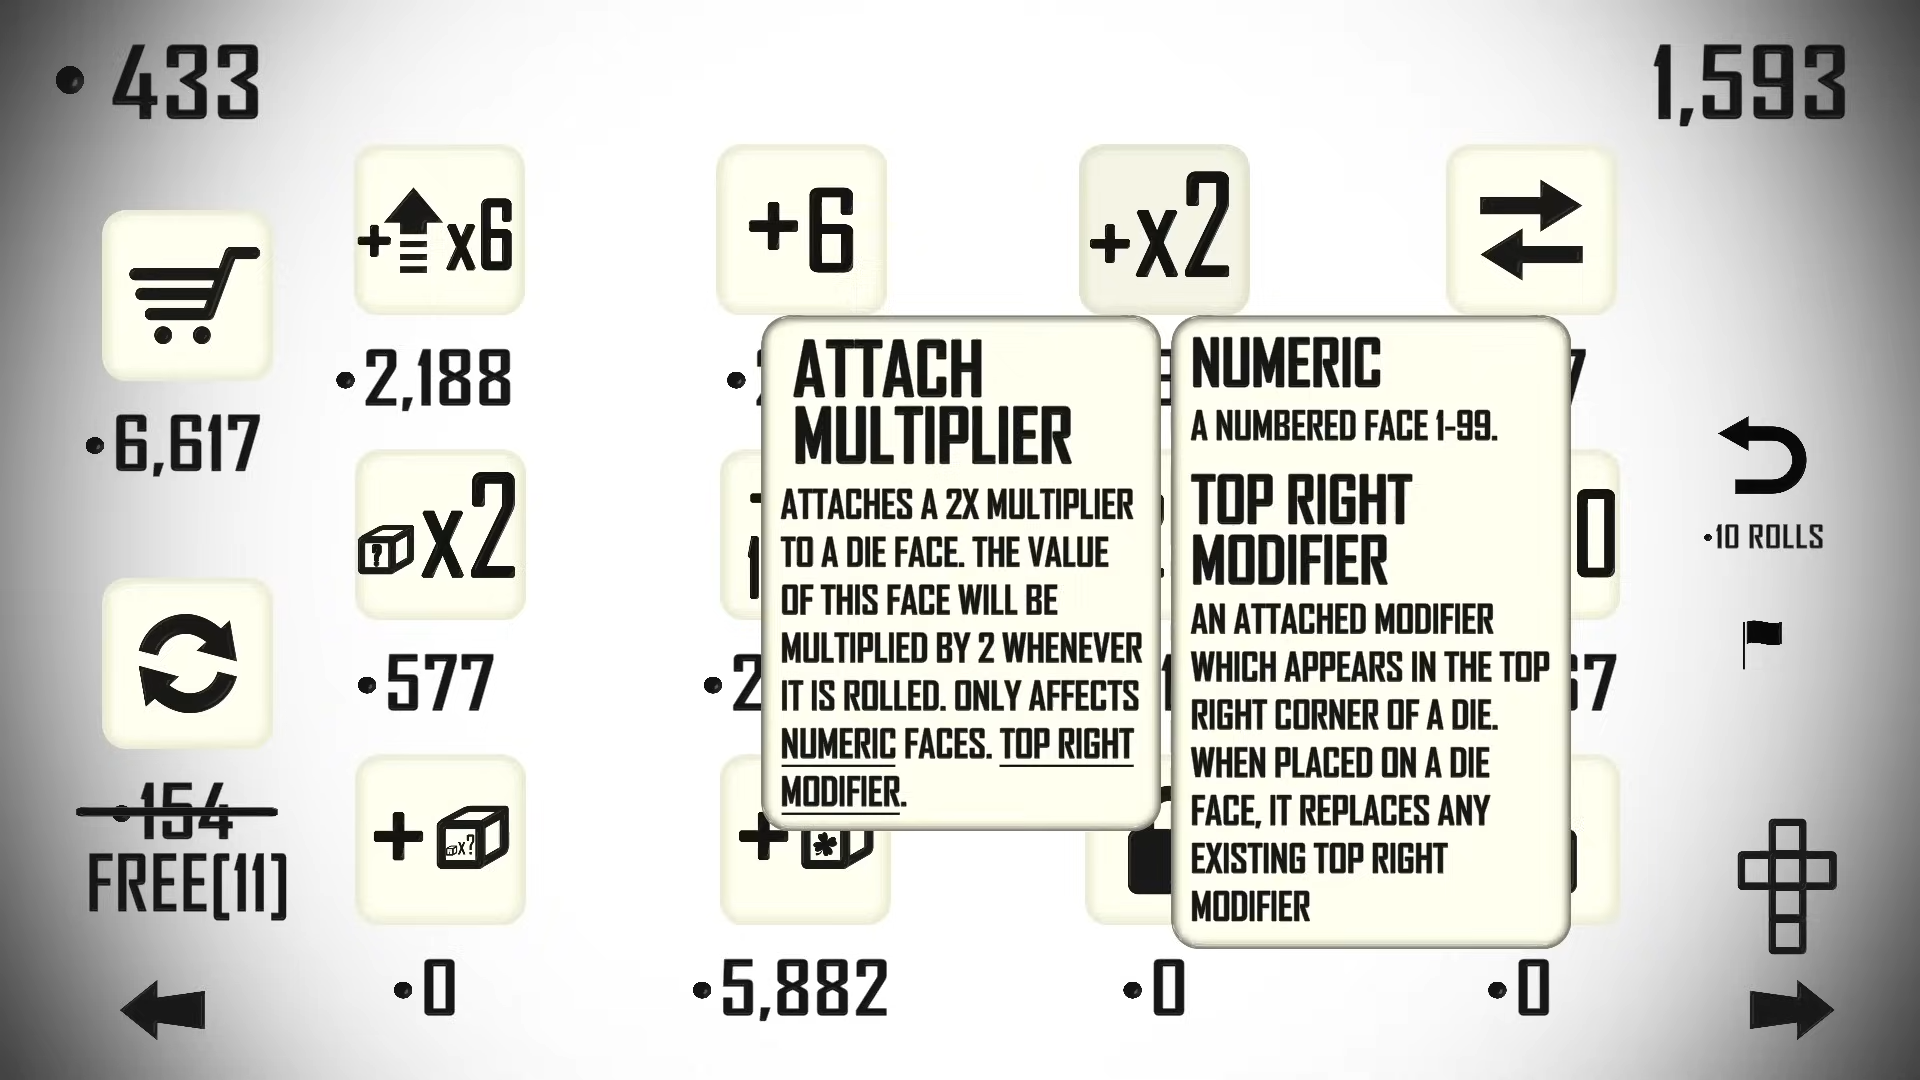 433
1,593
+ x6
+6
+x2
2,188
6,617
x2
0
10 ROLLS
577
ATTACH
MULTIPLIER
ATTACHES A 2X MULTIPLIER
TO A DIE FACE. THE VALUE
OF THIS FACE WILL BE
MULTIPLIED BY 2 WHENEVER
IT IS ROLLED. ONLY AFFECTS
NUMERIC FACES. TOP RIGHT
MODIFIER.
NUMERIC
A NUMBERED FACE 1-99.
TOP RIGHT
MODIFIER
AN ATTACHED MODIFIER
WHICH APPEARS IN THE TOP
RIGHT CORNER OF A DIE.
WHEN PLACED ON A DIE
FACE, IT REPLACES ANY
EXISTING TOP RIGHT
MODIFIER
154
FREE[11]
+
+
0
5,882
0
0